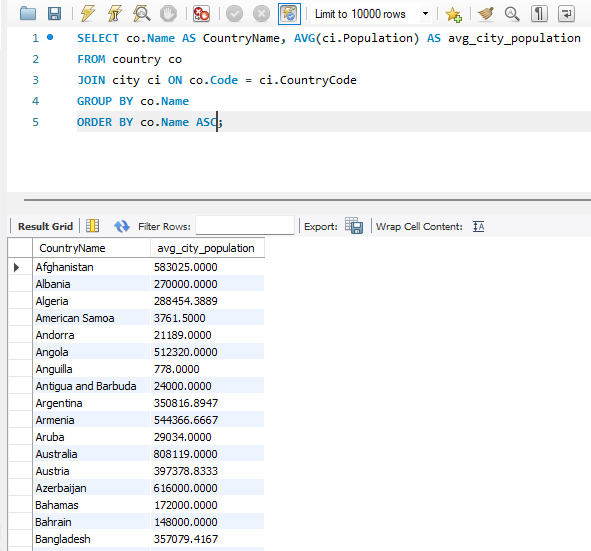 Limit to 10000 rows
1 SELECT co.Name AS CountryName, AVG(ci.Population) AS avg_city_population
2 FROM country co
3 JOIN city ci ON co.Code = ci.CountryCode
4 GROUP BY co.Name
5 ORDER BY co.Name ASC;
Result Grid Filter Rows: Export: Wrap Cell Content: IA
CountryName avg_city_population
Afghanistan 583025.0000
Albania 270000.0000
Algeria 288454.3889
American Samoa 3761.5000
Andorra 21189.0000
Angola 512320.0000
Anguilla 778.0000
Antigua and Barbuda 24000.0000
Argentina 350816.8947
Armenia 544366.6667
Aruba 29034.0000
Australia 808119.0000
Austria 397378.8333
Azerbaijan 616000.0000
Bahamas 172000.0000
Bahrain 148000.0000
Bangladesh 357079.4167